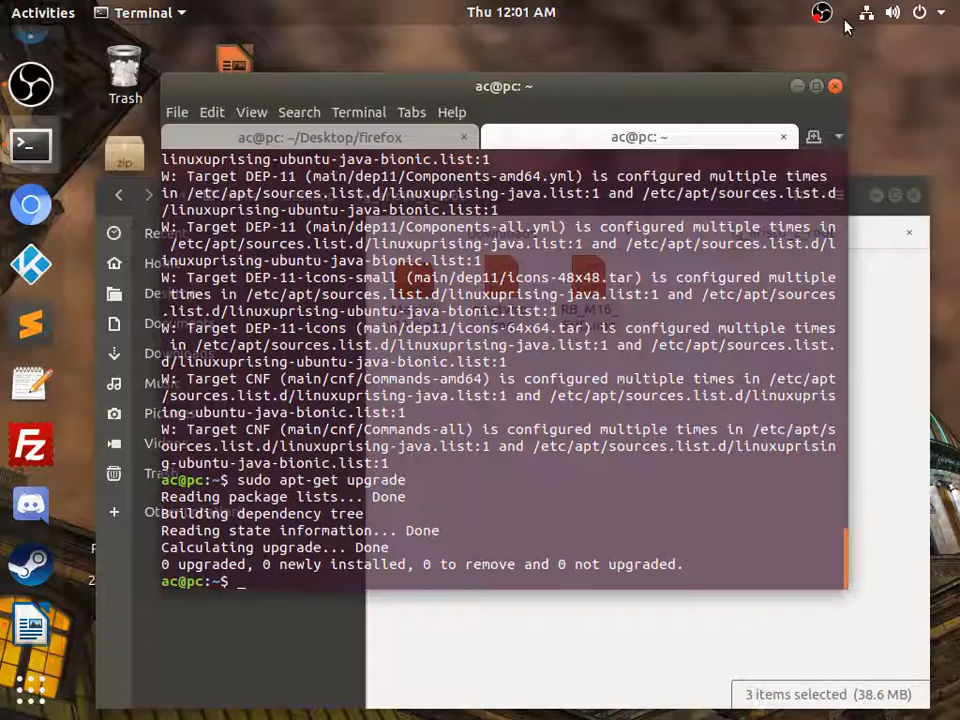 Activities
Terminal
Thu 12:01 AM
Trash
zip
ac@pc: ~
File Edit View Search Terminal Tabs Help
ac@pc: ~/Desktop/firefox
ac@pc: ~
linuxuprising-ubuntu-java-bionic.list:1
W: Target DEP-11 (main/dep11/Components-amd64.yml) is configured multiple times
in /etc/apt/sources.list.d/linuxuprising-java.list:1 and /etc/apt/sources.list.d
/linuxuprising-ubuntu-java-bionic.list:1
W: Target DEP-11 (main/dep11/Components-all.yml) is configured multiple times in
/etc/apt/sources.list.d/linuxuprising-java.list:1 and /etc/apt/sources.list.d/l
inuxuprising-ubuntu-java-bionic.list:1
W: Target DEP-11-icons-small (main/dep11/icons-48x48.tar) is configured multiple
times in /etc/apt/sources.list.d/linuxuprising-java.list:1 and /etc/apt/sources
.list.d/linuxuprising-ubuntu-java-bionic.list:1
W: Target DEP-11-icons (main/dep11/icons-64x64.tar) is configured multiple times
in /etc/apt/sources.list.d/linuxuprising-java.list:1 and /etc/apt/sources.list.
d/linuxuprising-ubuntu-java-bionic.list:1
W: Target CNF (main/cnf/Commands-amd64) is configured multiple times in /etc/apt
/sources.list.d/linuxuprising-java.list:1 and /etc/apt/sources.list.d/linuxupris
ing-ubuntu-java-bionic.list:1
W: Target CNF (main/cnf/Commands-all) is configured multiple times in /etc/apt/s
ources.list.d/linuxuprising-java.list:1 and /etc/apt/sources.list.d/linuxuprisin
g-ubuntu-java-bionic.list:1
ac@pc:~$ sudo apt-get upgrade
Reading package lists... Done
Building dependency tree
Reading state information... Done
Calculating upgrade... Done
0 upgraded, 0 newly installed, 0 to remove and 0 not upgraded.
ac@pc:~$ _
RB_M16_
3 items selected (38.6 MB)